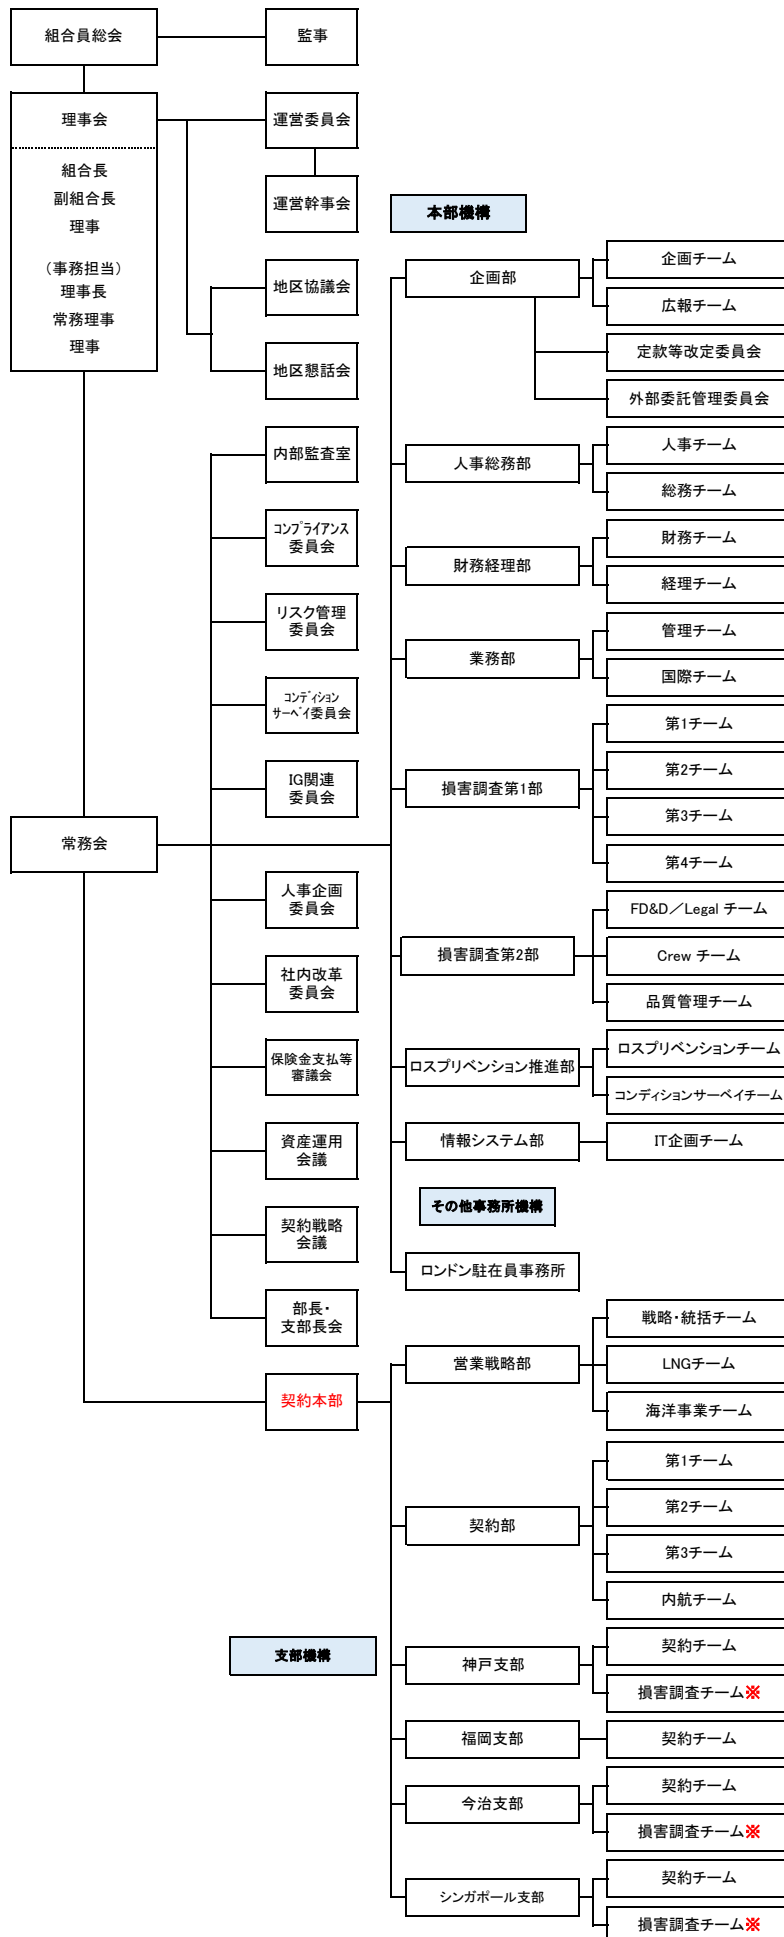 組合員総会
監事
理事会
組合長
副組合長
理事
（事務担当）
理事長
常務理事
理事
運営委員会
運営幹事会
地区協議会
地区懇話会
常務会
内部監査室
コンプライアンス
委員会
リスク管理
委員会
コンディション
サーベイ委員会
IG関連
委員会
人事企画
委員会
社内改革
委員会
保険金支払等
審議会
資産運用
会議
契約戦略
会議
部長・
支部長会
契約本部
本部機構
企画部
企画チーム
広報チーム
定款等改定委員会
外部委託管理委員会
人事総務部
人事チーム
総務チーム
財務経理部
財務チーム
経理チーム
業務部
管理チーム
国際チーム
損害調査第1部
第1チーム
第2チーム
第3チーム
第4チーム
損害調査第2部
FD&D／Legal チーム
Crew チーム
品質管理チーム
ロスプリベンション推進部
ロスプリベンションチーム
コンディションサーベイチーム
情報システム部
IT企画チーム
その他事務所機構
ロンドン駐在員事務所
営業戦略部
戦略・統括チーム
LNGチーム
海洋事業チーム
契約部
第1チーム
第2チーム
第3チーム
内航チーム
支部機構
神戸支部
契約チーム
損害調査チーム※
福岡支部
契約チーム
今治支部
契約チーム
損害調査チーム※
シンガポール支部
契約チーム
損害調査チーム※